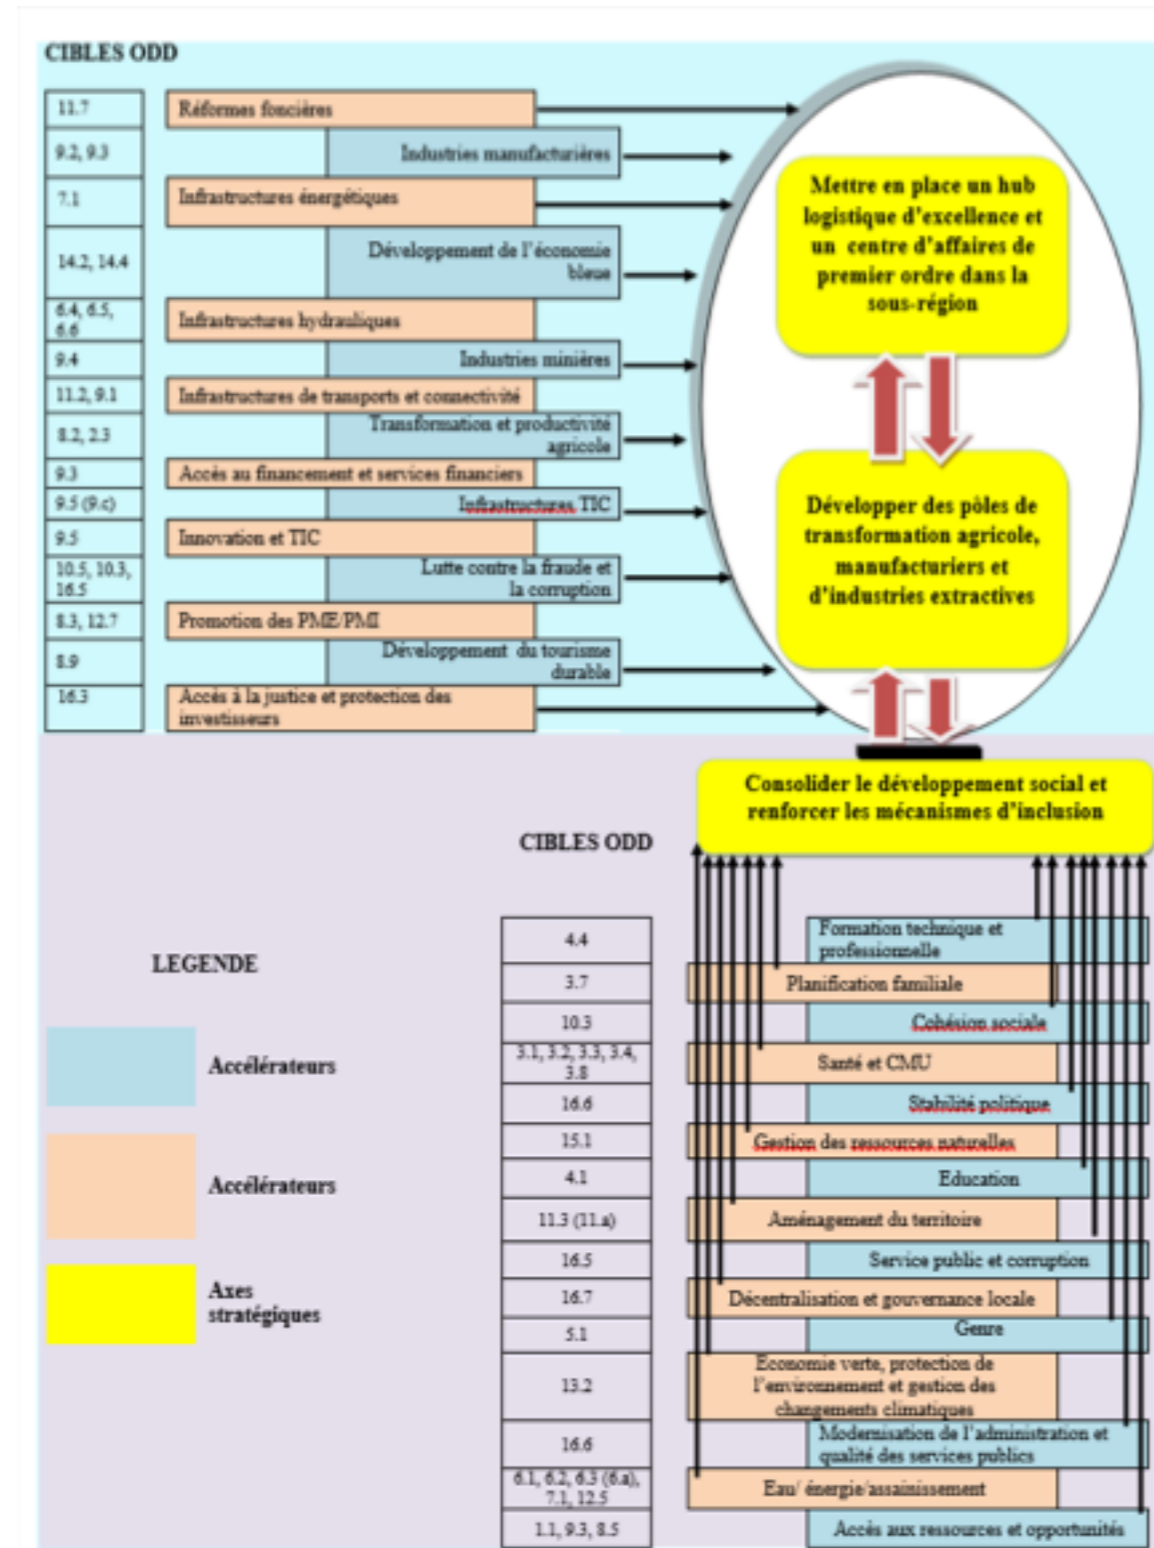 CIBLES ODD
11.7
Réformes foncières
9.2, 9.3
Industries manufacturières
7.1
Infrastructures énergétiques
14.2, 14.4
Développement de l'économie
bleue
6.4, 6.5,
6.6
Infrastructures hydrauliques
9.4
Industries minières
11.2, 9.1
Infrastructures de transports et connectivité
8.2, 2.3
Transformation et productivité
agricole
9.3
Accès au financement et services financiers
9.5 (9.c)
Infrastructures TIC
9.5
Innovation et TIC
10.5, 10.3,
16.5
Lutte contre la fraude et
la corruption
8.3, 12.7
Promotion des PME/PMI
8.9
Développement du tourisme
durable
16.3
Accès à la justice et protection des
investisseurs
Mettre en place un hub
logistique d'excellence et
un centre d'affaires de
premier ordre dans la
sous-région
Développer des pôles de
transformation agricole,
manufacturiers et
d'industries extractives
Consolider le développement social et
renforcer les mécanismes d'inclusion
CIBLES ODD
4.4
Formation technique et
professionnelle
3.7
Planification familiale
10.3
Cohésion sociale
3.1, 3.2, 3.3, 3.4,
3.8
Santé et CMU
16.6
Stabilité politique
15.1
Gestion des ressources naturelles
4.1
Education
11.3 (11.a)
Aménagement du territoire
16.5
Service public et corruption
16.7
Décentralisation et gouvernance locale
5.1
Genre
13.2
Economie verte, protection de
l'environnement et gestion des
changements climatiques
16.6
Modernisation de l'administration et
qualité des services publics
6.1, 6.2, 6.3 (6.a),
7.1, 12.5
Eau/ énergie/assainissement
1.1, 9.3, 8.5
Accès aux ressources et opportunités
LEGENDE
Accélérateurs
Accélérateurs
Axes
stratégiques